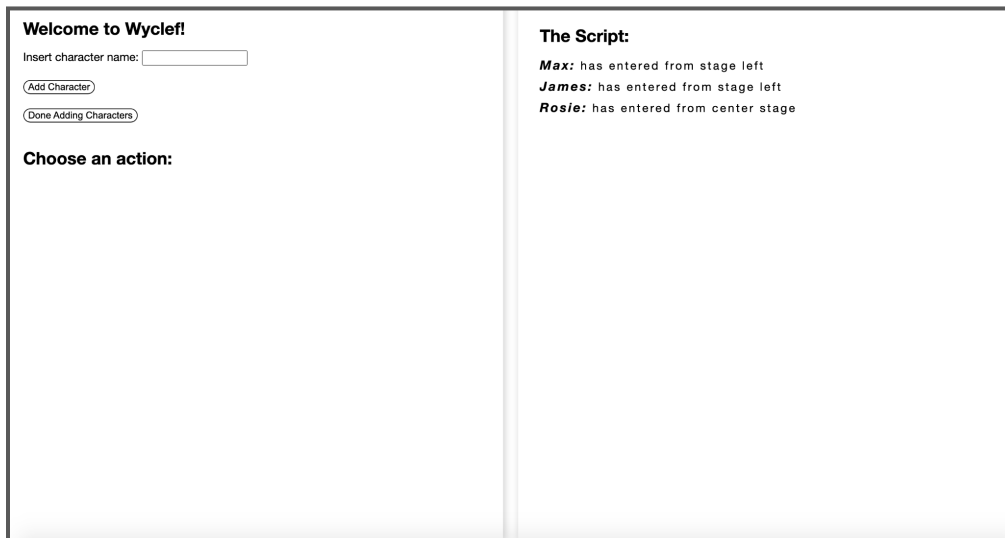 Welcome to Wyclef!
Insert character name:
Add Character
Done Adding Characters
Choose an action:
The Script:
Max: has entered from stage left
James: has entered from stage left
Rosie: has entered from center stage